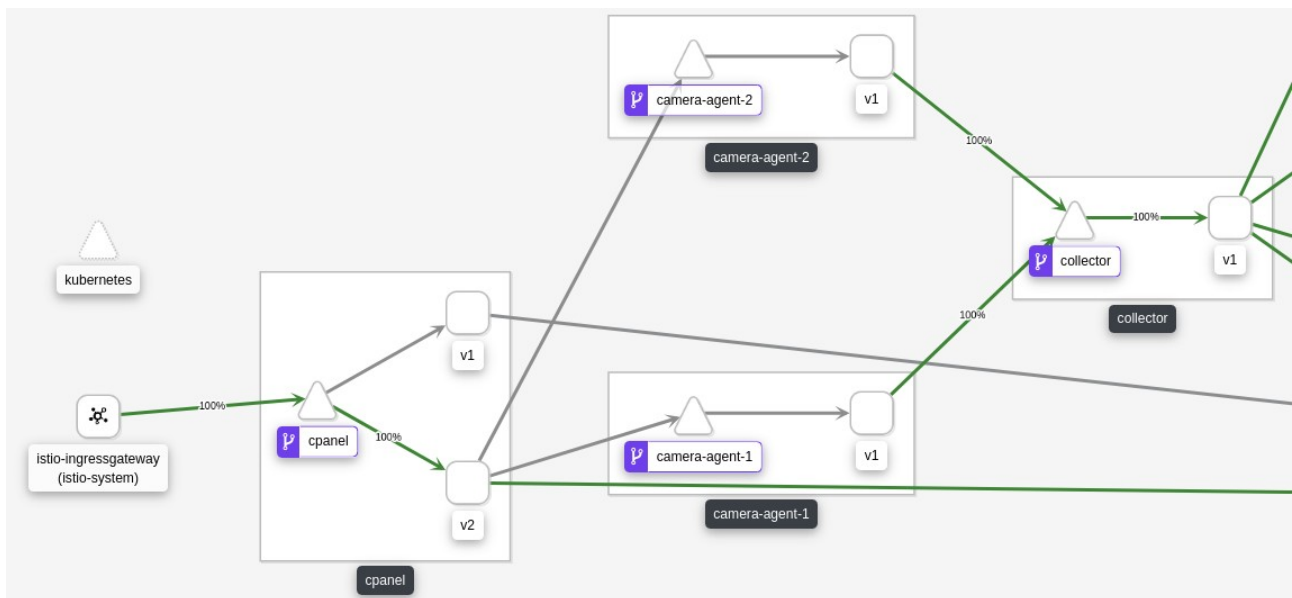 camera-agent-2
v1
camera-agent-2
100%
100%
collector
v1
collector
kubernetes
v1
100%
100%
cpanel
100%
v2
cpanel
istio-ingressgateway
(istio-system)
100%
camera-agent-1
v1
camera-agent-1